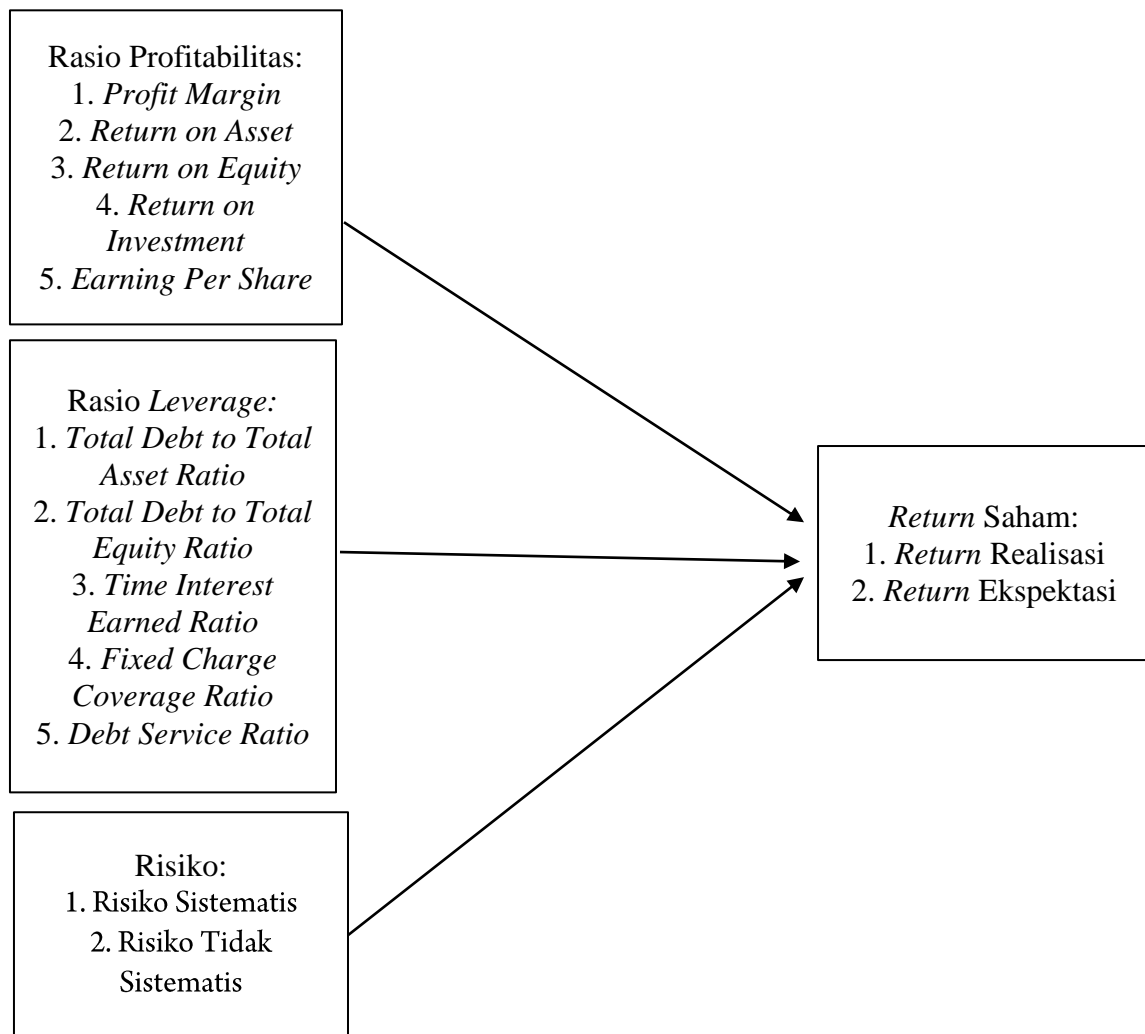 Rasio Profitabilitas:
1. Profit Margin
2. Return on Asset
3. Return on Equity
4. Return on
Investment
5. Earning Per Share
Rasio Leverage:
1. Total Debt to Total
Asset Ratio
2. Total Debt to Total
Equity Ratio
3. Time Interest
Earned Ratio
4. Fixed Charge
Coverage Ratio
5. Debt Service Ratio
Risiko:
1. Risiko Sistematis
2. Risiko Tidak
Sistematis
Return Saham:
1. Return Realisasi
2. Return Ekspektasi